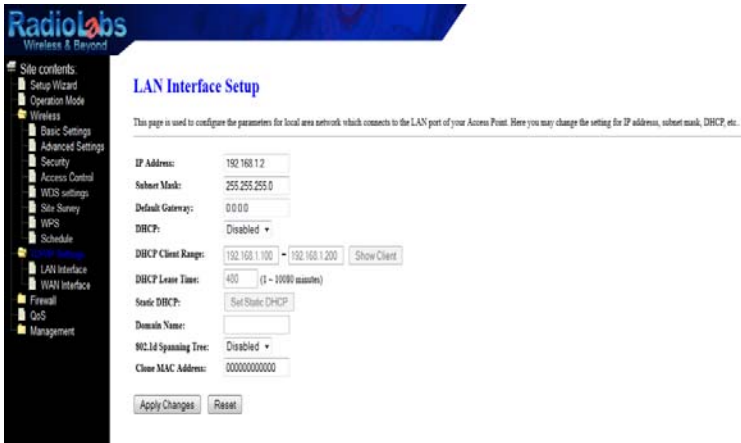 RadioLabs
Wireless & Beyond
Site contents:
Setup Wizard
Operation Mode
Wireless
Basic Settings
Advanced Settings
Security
Access Control
WDS settings
Site Survey
WPS
Schedule
TCP/IP Settings
LAN Interface
WAN Interface
Firewall
QoS
Management
LAN Interface Setup
This page is used to configure the parameters for local area network which connects to the LAN port of your Access Point. Here you may change the setting for IP addresss, subnet mask, DHCP, etc..
IP Address: 192.168.1.2
Subnet Mask: 255.255.255.0
Default Gateway: 0.0.0.0
DHCP: Disabled
DHCP Client Range: 192.168.1.100 - 192.168.1.200 Show Client
DHCP Lease Time: 480 (1 ~ 10080 minutes)
Static DHCP: Set Static DHCP
Domain Name:
802.1d Spanning Tree: Disabled
Clone MAC Address: 000000000000
Apply Changes Reset